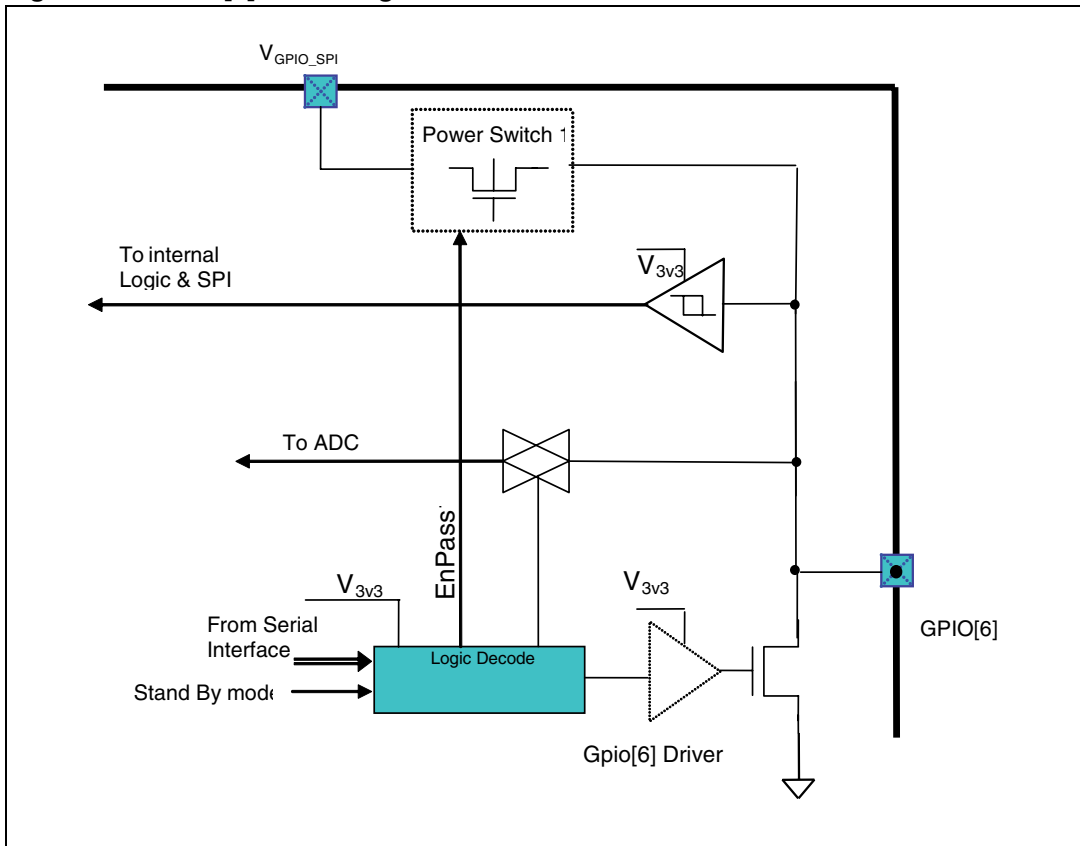 V_GPIO_SPI
Power Switch 1
To internal
Logic & SPI
V3v3
To ADC
EnPass
V3v3
V3v3
From Serial
Interface
Logic Decode
GPIO[6]
Stand By mode
Gpio[6] Driver